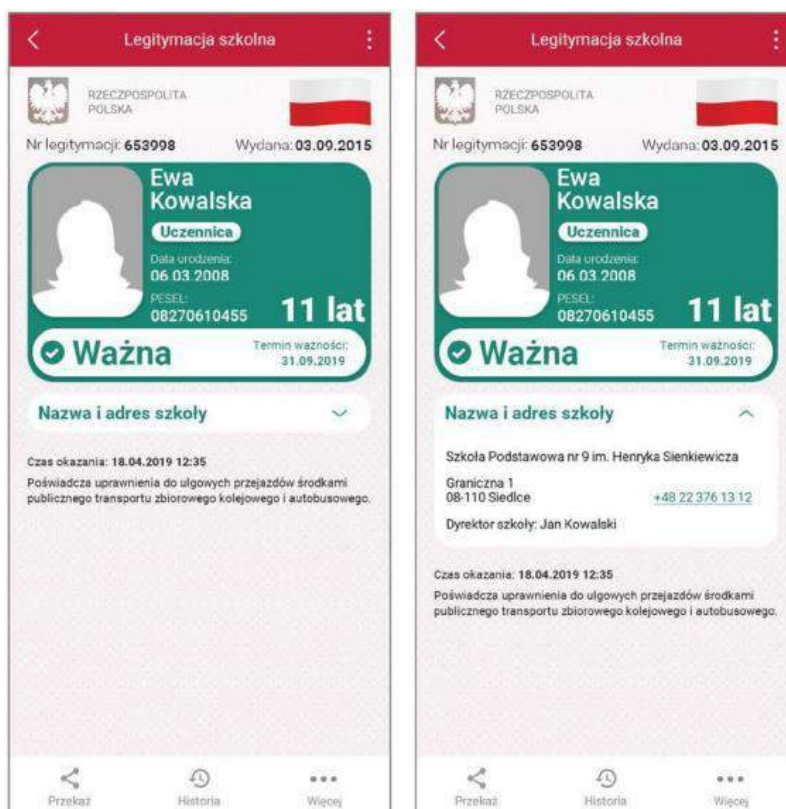 Legitymacja szkolna
RZECZPOSPOLITA
POLSKA
Nr legitymacji: 653998 Wydana: 03.09.2015
Ewa
Kowalska
Uczennica
Data urodzenia:
06.03.2008
PESEL:
08270610455 11 lat
Ważna Termin ważności:
31.09.2019
Nazwa i adres szkoły
Czas okazania: 18.04.2019 12:35
Poświadcza uprawnienia do ulgowych przejazdów środkami
publicznego transportu zbiorowego kolejowego i autobusowego.
Przekaż Historia Więcej
Legitymacja szkolna
RZECZPOSPOLITA
POLSKA
Nr legitymacji: 653998 Wydana: 03.09.2015
Ewa
Kowalska
Uczennica
Data urodzenia:
06.03.2008
PESEL:
08270610455 11 lat
Ważna Termin ważności:
31.09.2019
Nazwa i adres szkoły
Szkoła Podstawowa nr 9 im. Henryka Sienkiewicza
Graniczna 1
08-110 Siedlce +48 22 376 13 12
Dyrektor szkoły: Jan Kowalski
Czas okazania: 18.04.2019 12:35
Poświadcza uprawnienia do ulgowych przejazdów środkami
publicznego transportu zbiorowego kolejowego i autobusowego.
Przekaż Historia Więcej